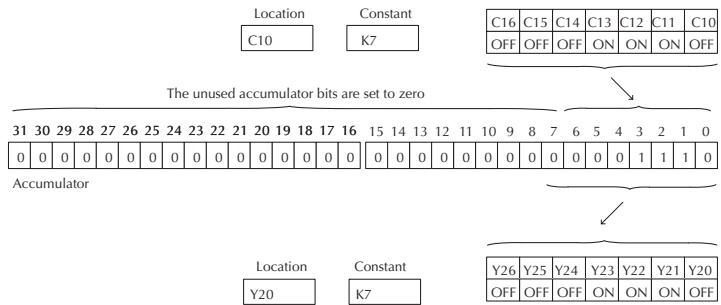 Location Constant
C10 K7
C16 C15 C14 C13 C12 C11 C10
OFF OFF OFF ON ON ON OFF
The unused accumulator bits are set to zero
31 30 29 28 27 26 25 24 23 22 21 20 19 18 17 16 15 14 13 12 11 10 9 8 7 6 5 4 3 2 1 0
0 0 0 0 0 0 0 0 0 0 0 0 0 0 0 0 0 0 0 0 0 0 0 0 0 0 0 0 1 1 1 0
Accumulator
Location Constant
Y20 K7
Y26 Y25 Y24 Y23 Y22 Y21 Y20
OFF OFF OFF ON ON ON OFF